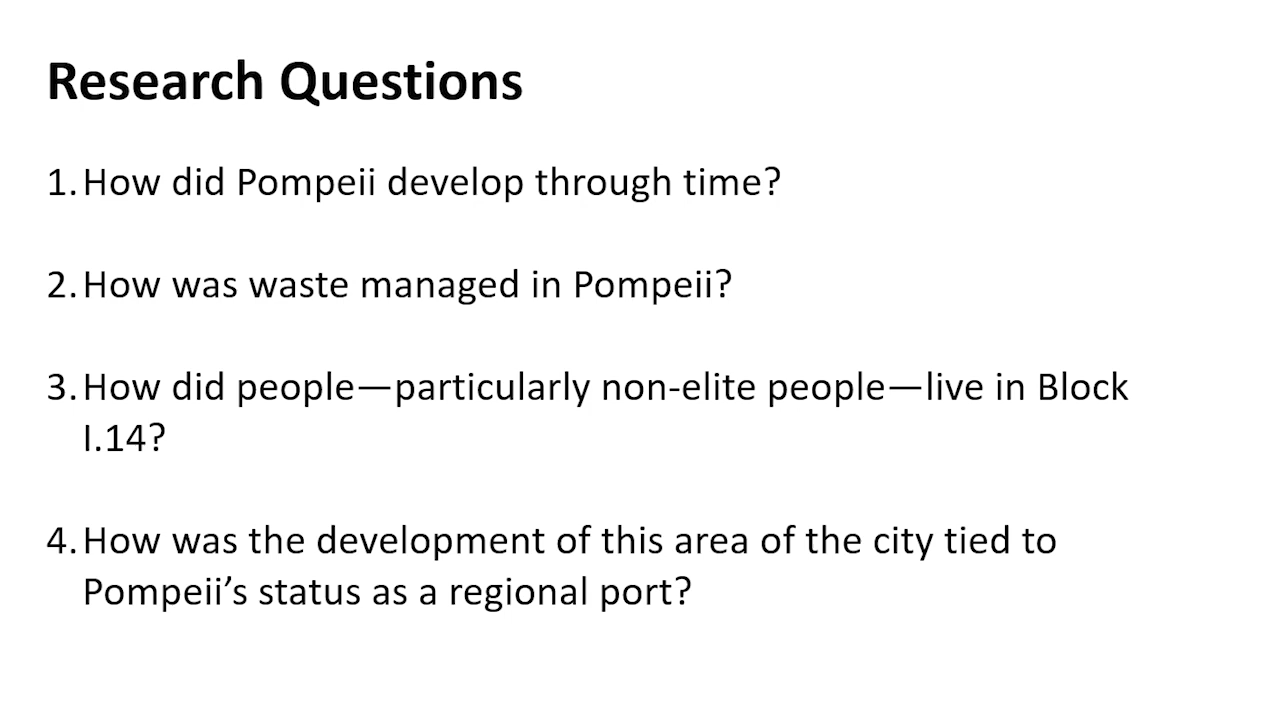 Research Questions
1. How did Pompeii develop through time?
2. How was waste managed in Pompeii?
3. How did people—particularly non-elite people—live in Block
I.14?
4. How was the development of this area of the city tied to
Pompeii’s status as a regional port?